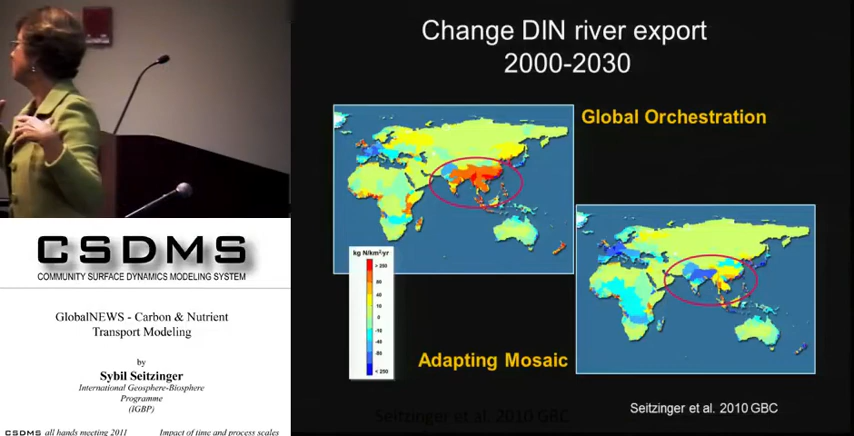 Change DIN river export
2000-2030
Global Orchestration
kg N/km²/yr
Adapting Mosaic
Seitzinger et al. 2010 GBC
Seitzinger et al. 2010 GBC
CSDMS
COMMUNITY SURFACE DYNAMICS MODELING SYSTEM
GlobalNEWS - Carbon & Nutrient
Transport Modeling
by
Sybil Seitzinger
International Geosphere-Biosphere
Programme
(IGBP)
CSDMS all hands meeting 2011 Impact of time and process scales